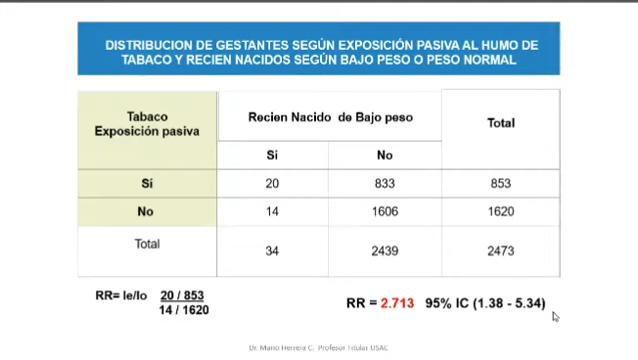 DISTRIBUCION DE GESTANTES SEGÚN EXPOSICIÓN PASIVA AL HUMO DE
TABACO Y RECIEN NACIDOS SEGÚN BAJO PESO O PESO NORMAL
Tabaco
Exposición pasiva
Recien Nacido de Bajo peso
Total
Sí No
Sí 20 833 853
No 14 1606 1620
Total 34 2439 2473
RR= Ie/Io 20 / 853
14 / 1620
RR = 2.713 95% IC (1.38 - 5.34)
Dr. Mario Herrera C. Profesor Titular USAC